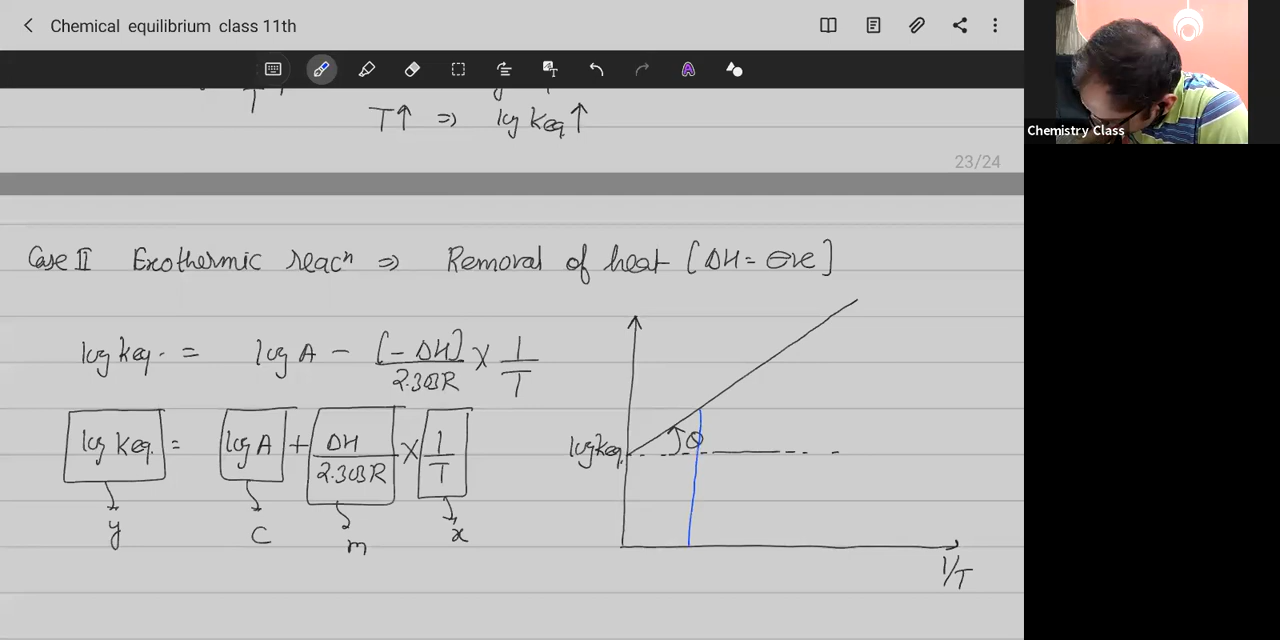 Chemical equilibrium class 11th
Chemistry Class
T↑
T↑ ⇒ log Keq ↑
23/24
Case II Exothermic reacⁿ ⇒ Removal of heat [ΔH = ⊖ve]
log Keq. = log A - [-ΔH]/2.303R × 1/T
log Keq. = log A + ΔH/2.303R × 1/T
y C m x
log Keq.
θ
1/T